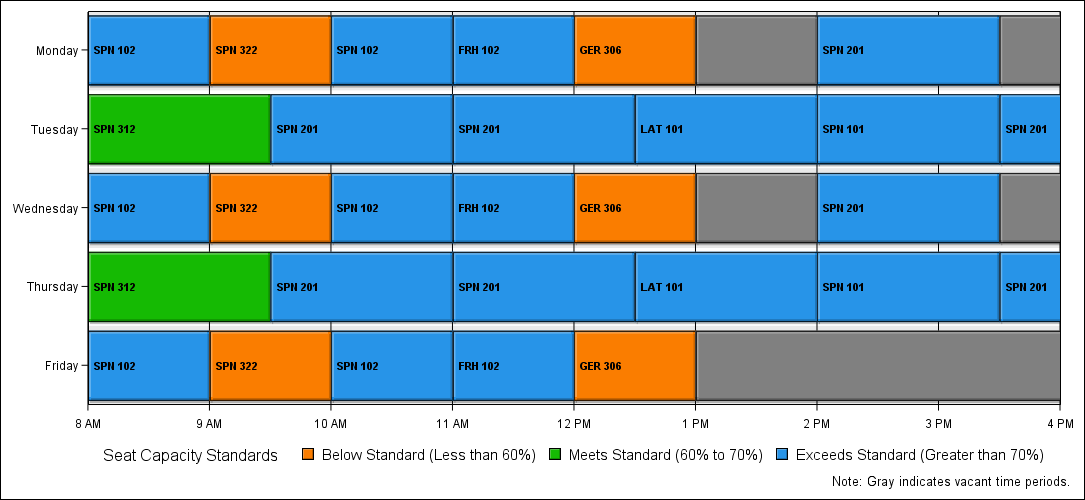 Monday SPN 102 SPN 322 SPN 102 FRH 102 GER 306 SPN 201
Tuesday SPN 312 SPN 201 SPN 201 LAT 101 SPN 101 SPN 201
Wednesday SPN 102 SPN 322 SPN 102 FRH 102 GER 306 SPN 201
Thursday SPN 312 SPN 201 SPN 201 LAT 101 SPN 101 SPN 201
Friday SPN 102 SPN 322 SPN 102 FRH 102 GER 306
8 AM 9 AM 10 AM 11 AM 12 PM 1 PM 2 PM 3 PM 4 PM
Seat Capacity Standards Below Standard (Less than 60%) Meets Standard (60% to 70%) Exceeds Standard (Greater than 70%)
Note: Gray indicates vacant time periods.